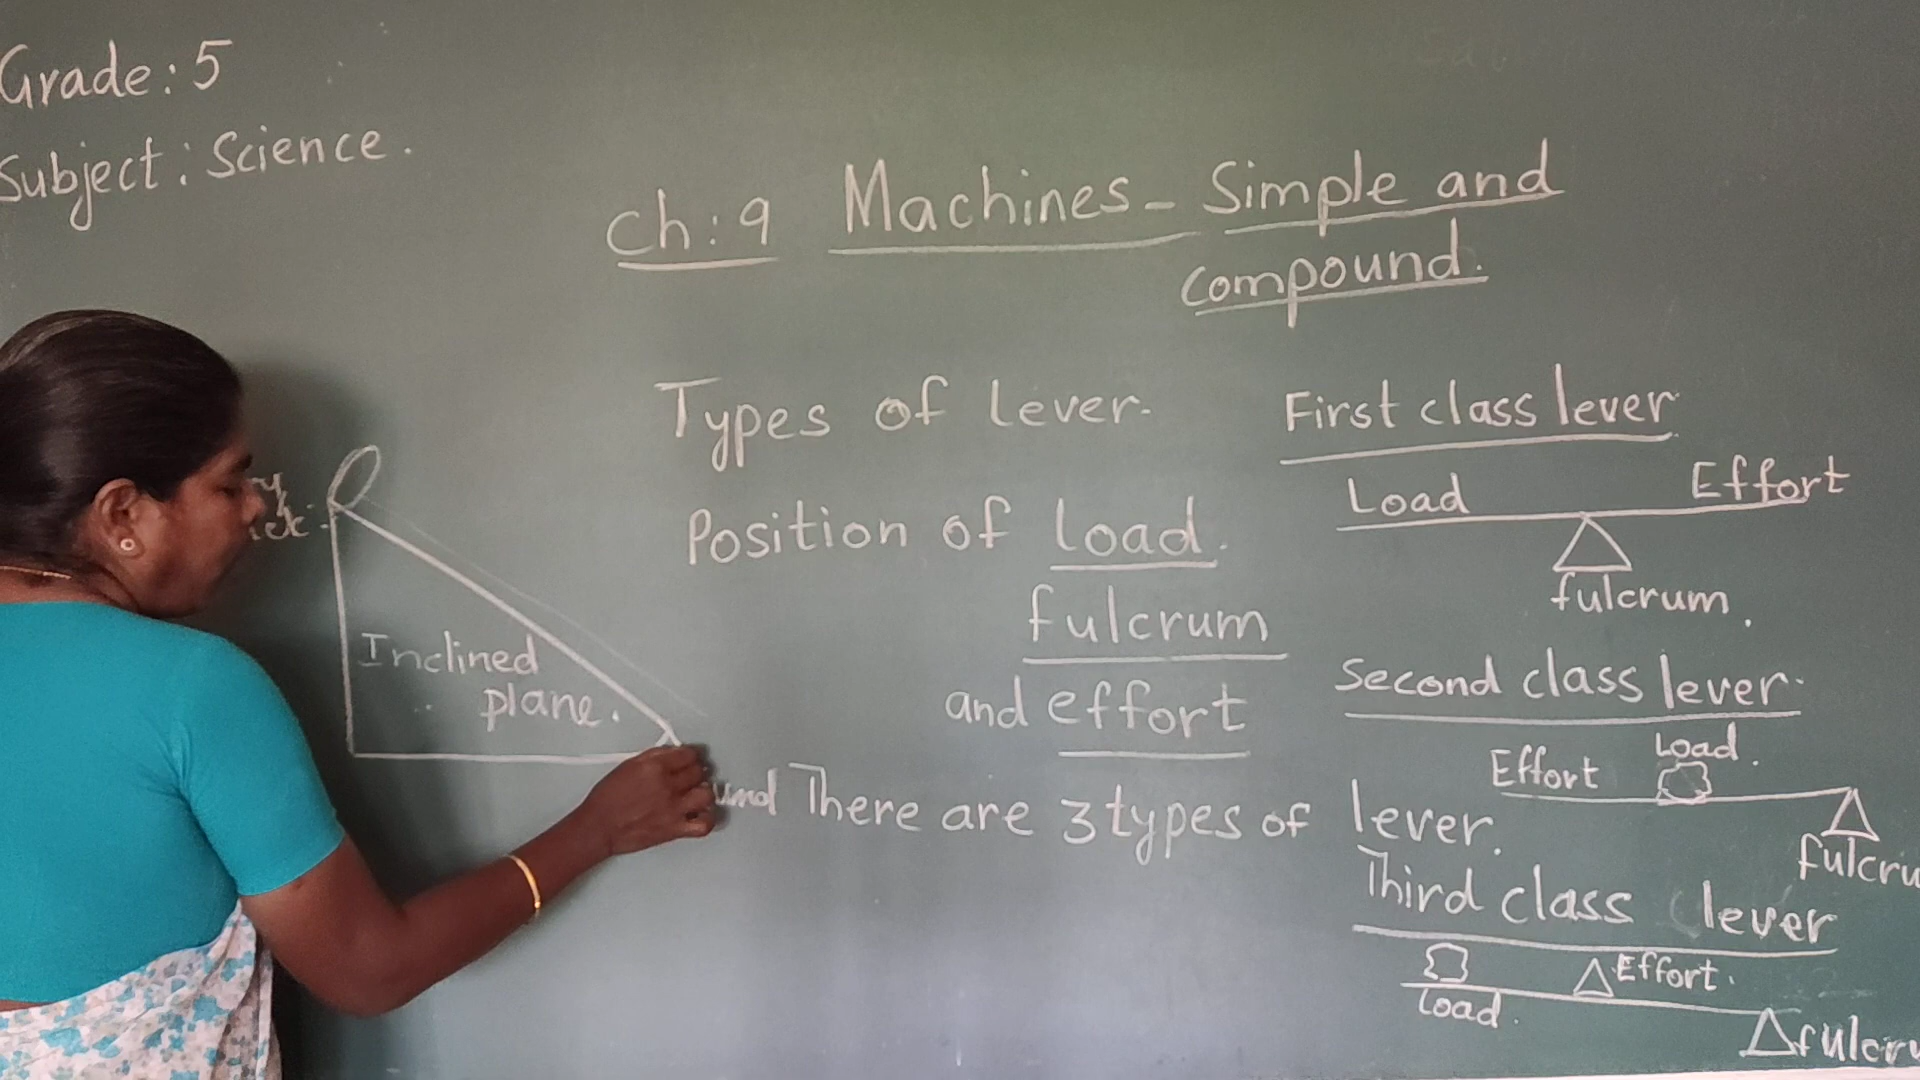 Grade: 5
Subject: Science.
Ch: 9 Machines - Simple and
compound.
Types of lever.
Position of load.
fulcrum
and effort
There are 3 types of lever.
Inclined
plane.
First class lever
Load Effort
fulcrum.
Second class lever.
Effort Load.
Third class lever
Effort.
Load.